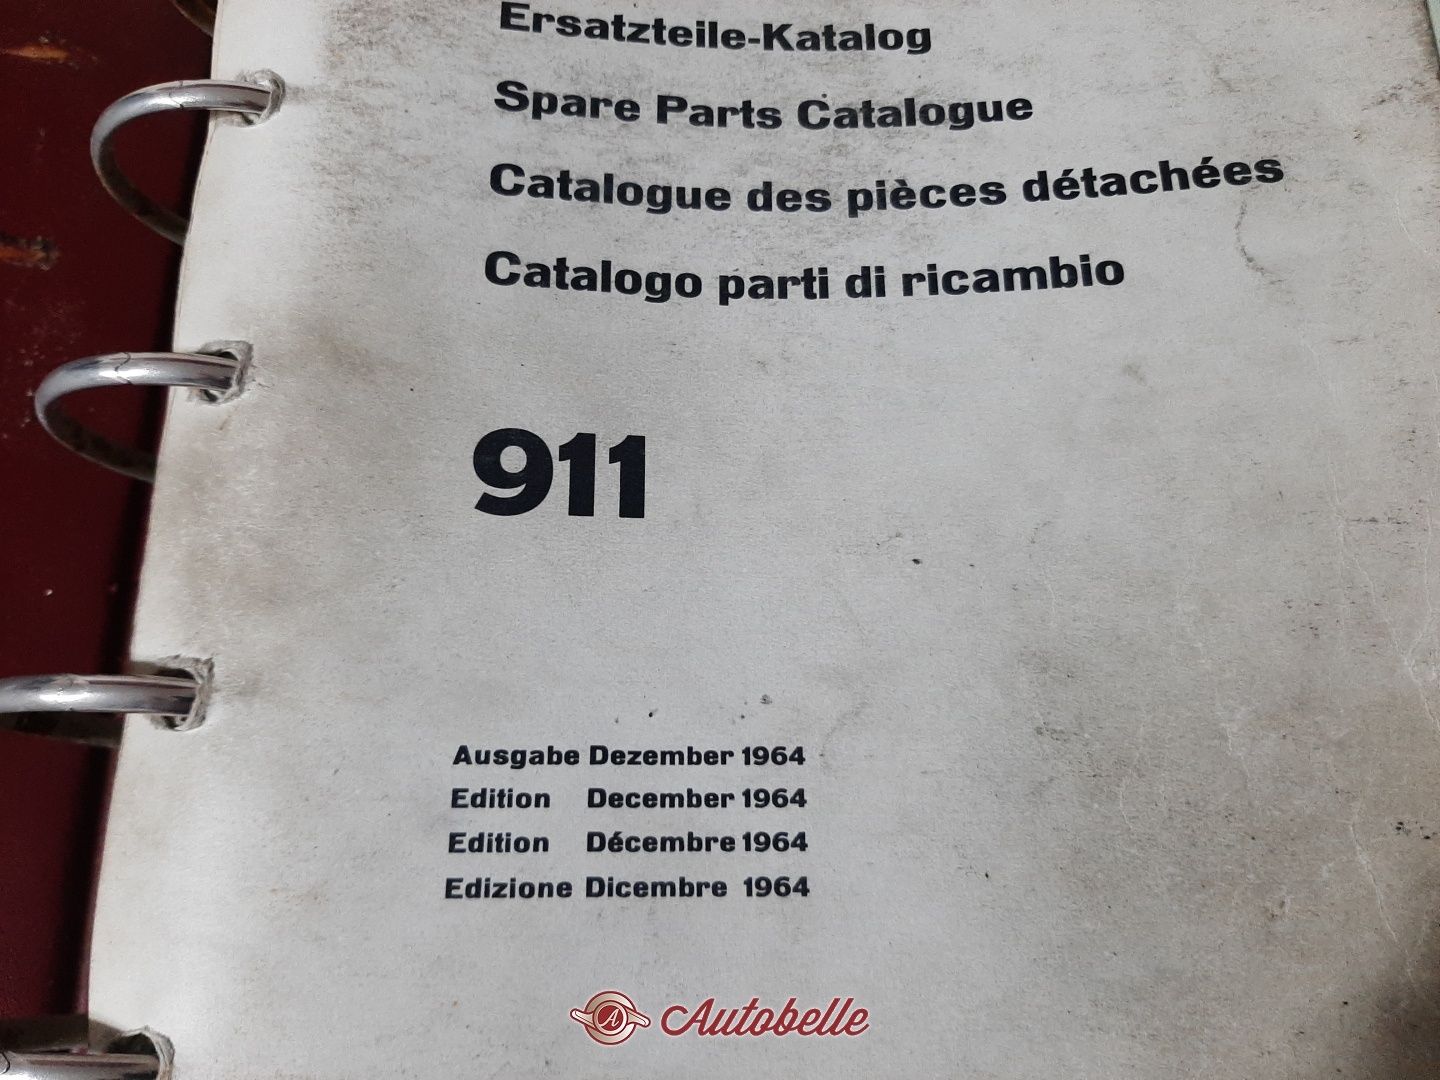 Ersatzteile-Katalog
Spare Parts Catalogue
Catalogue des pièces détachées
Catalogo parti di ricambio
911
Ausgabe Dezember 1964
Edition December 1964
Edition Décembre 1964
Edizione Dicembre 1964
A Autobelle